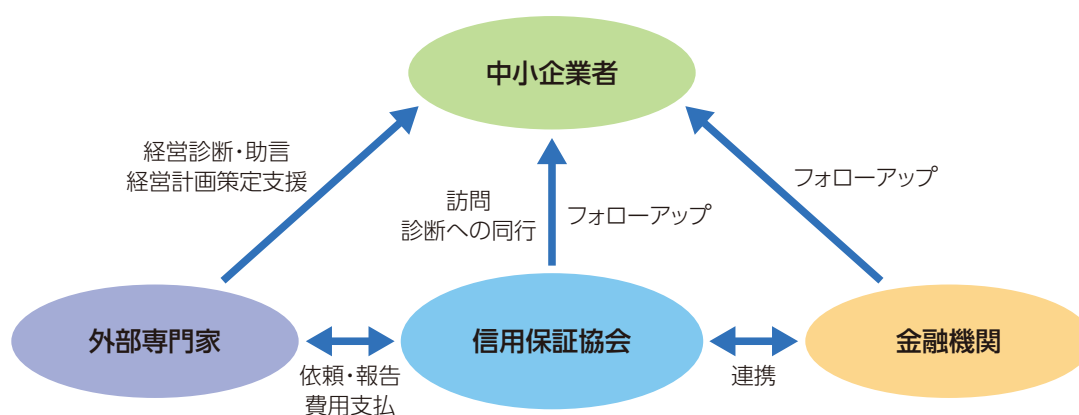 中小企業者
経営診断・助言
経営計画策定支援
訪問
診断への同行
フォローアップ
フォローアップ
外部専門家
信用保証協会
金融機関
依頼・報告
費用支払
連携